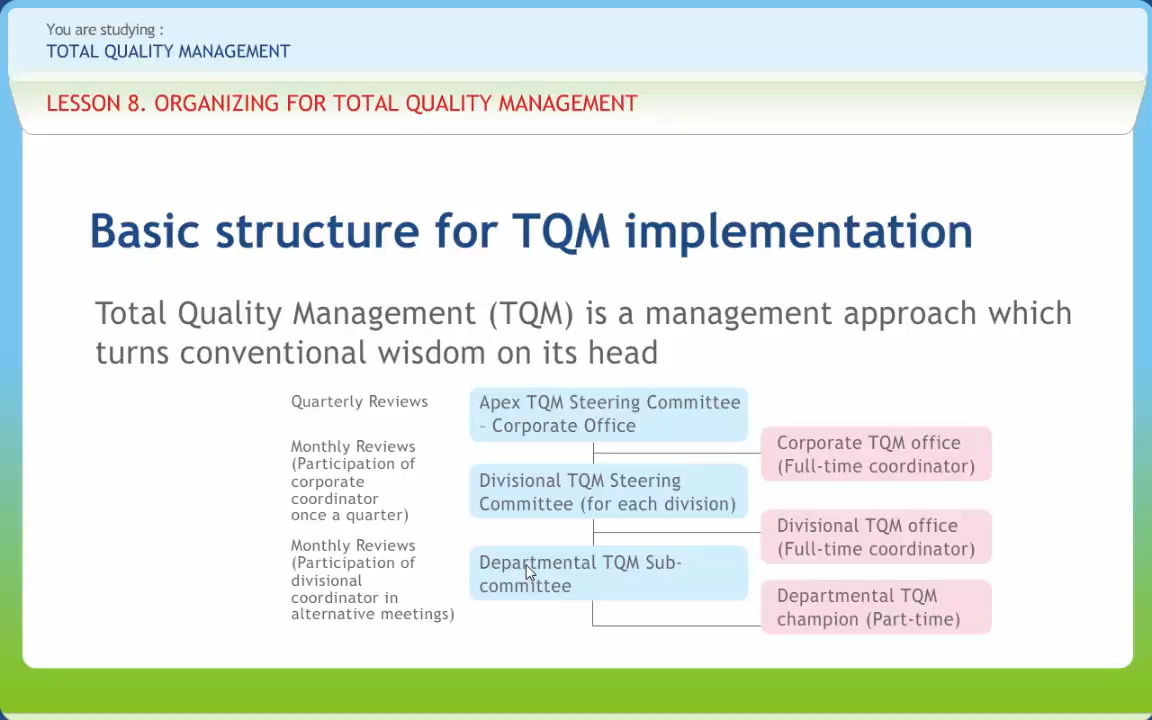 You are studying :
TOTAL QUALITY MANAGEMENT
LESSON 8. ORGANIZING FOR TOTAL QUALITY MANAGEMENT
Basic structure for TQM implementation
Total Quality Management (TQM) is a management approach which
turns conventional wisdom on its head
Quarterly Reviews
Apex TQM Steering Committee
- Corporate Office
Corporate TQM office
(Full-time coordinator)
Monthly Reviews
(Participation of
corporate
coordinator
once a quarter)
Divisional TQM Steering
Committee (for each division)
Divisional TQM office
(Full-time coordinator)
Monthly Reviews
(Participation of
divisional
coordinator in
alternative meetings)
Departmental TQM Sub-
committee
Departmental TQM
champion (Part-time)